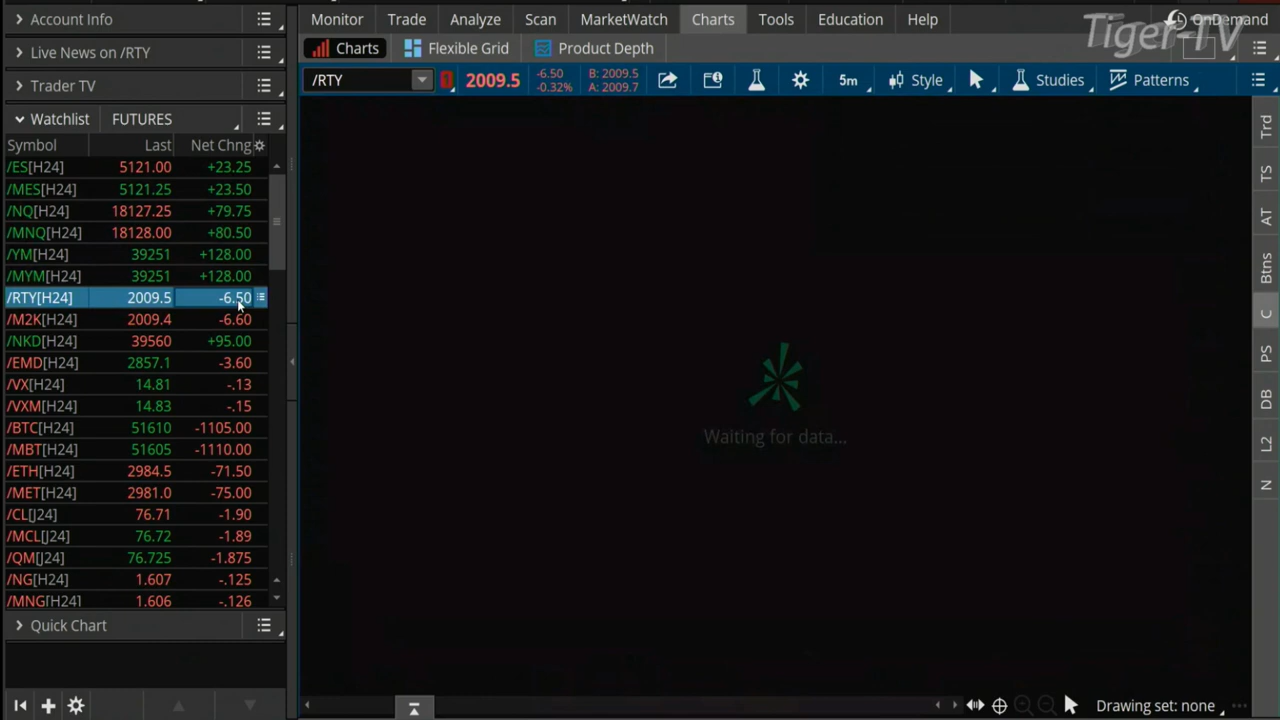 Account Info
Live News on /RTY
Trader TV
Watchlist FUTURES
Symbol Last Net Chng
/ES[H24] 5121.00 +23.25
/MES[H24] 5121.25 +23.50
/NQ[H24] 18127.25 +79.75
/MNQ[H24] 18128.00 +80.50
/YM[H24] 39251 +128.00
/MYM[H24] 39251 +128.00
/RTY[H24] 2009.5 -6.50
/M2K[H24] 2009.4 -6.60
/NKD[H24] 39560 +95.00
/EMD[H24] 2857.1 -3.60
/VX[H24] 14.81 -.13
/VXM[H24] 14.83 -.15
/BTC[H24] 51610 -1105.00
/MBT[H24] 51605 -1110.00
/ETH[H24] 2984.5 -71.50
/MET[H24] 2981.0 -75.00
/CL[J24] 76.71 -1.90
/MCL[J24] 76.72 -1.89
/QM[J24] 76.725 -1.875
/NG[H24] 1.607 -.125
/MNG[H24] 1.606 -.126
Quick Chart
Monitor Trade Analyze Scan MarketWatch Charts Tools Education Help OnDemand
Tiger-TV
Charts Flexible Grid Product Depth
/RTY 1 2009.5 -6.50 B: 2009.5 5m Style Studies Patterns
-0.32% A: 2009.7
Waiting for data...
Trd
TS
AT
Btns
C
PS
DB
L2
N
Drawing set: none